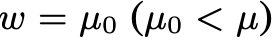 w = μ₀ (μ₀ < μ)